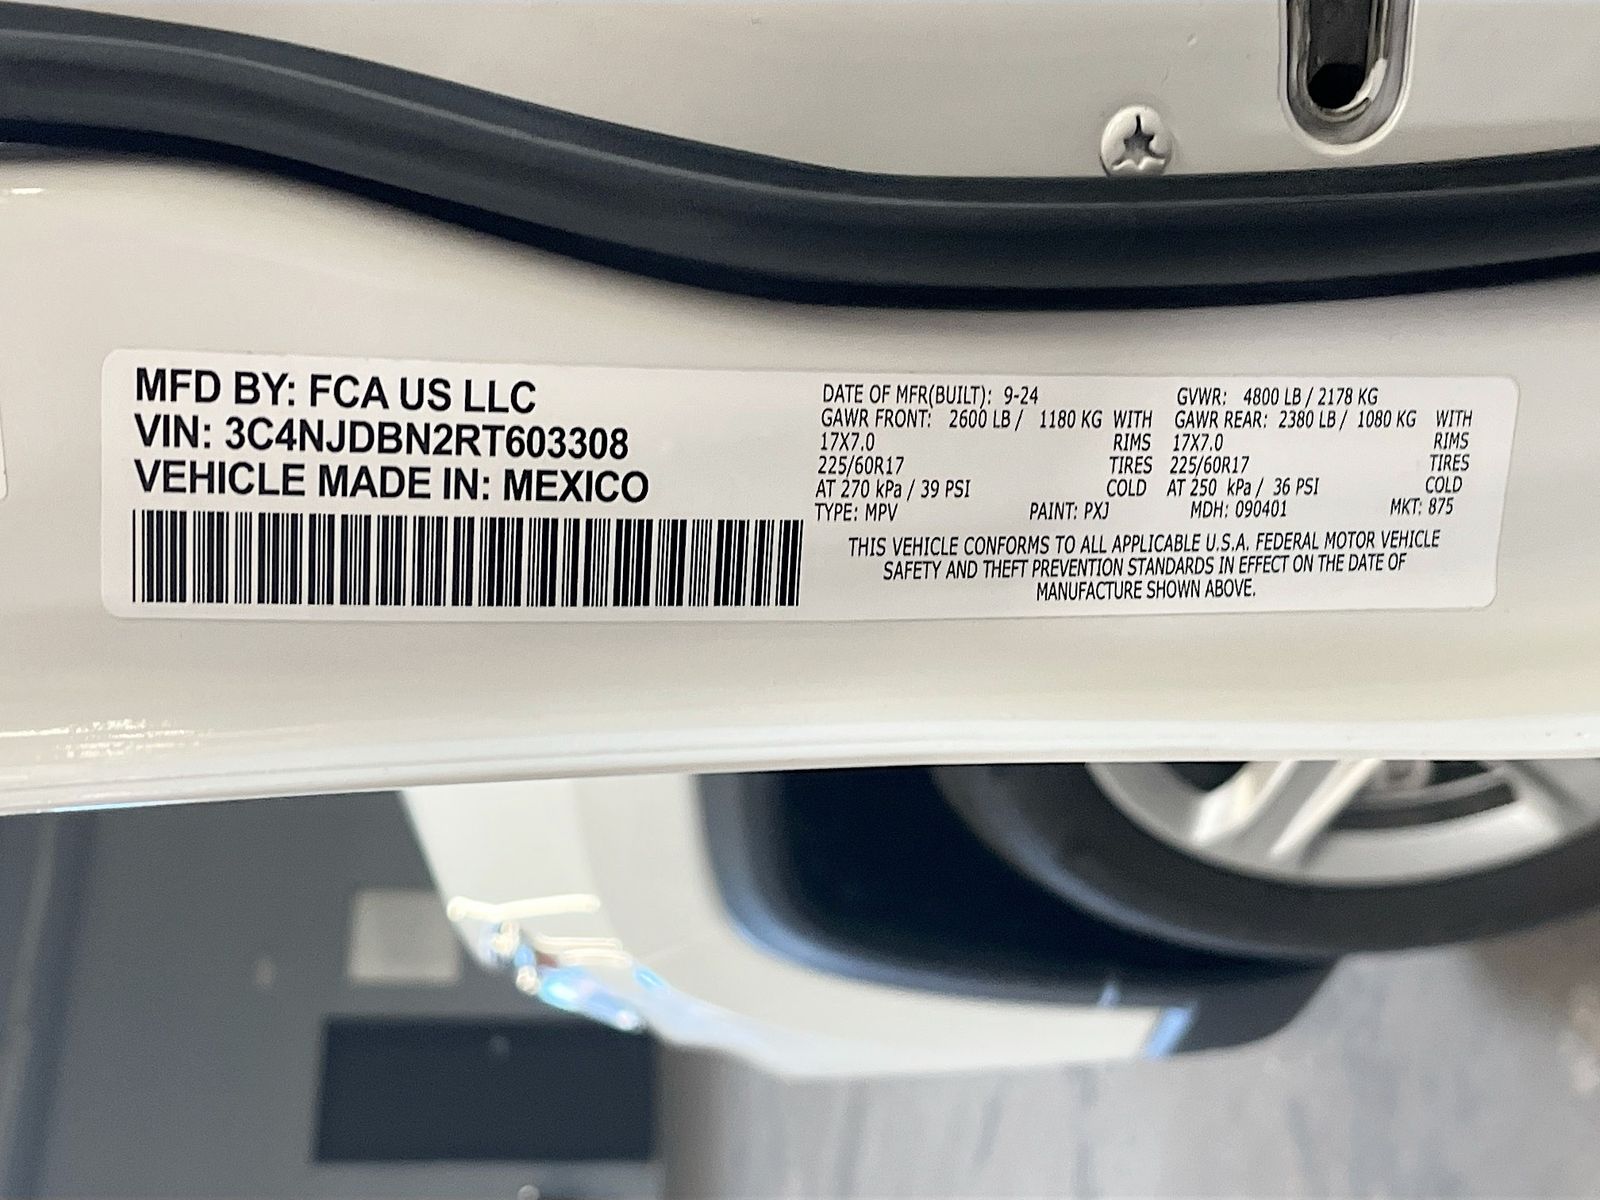 MFD BY: FCA US LLC
VIN: 3C4NJDBN2RT603308
VEHICLE MADE IN: MEXICO
DATE OF MFR(BUILT): 9-24 GVWR: 4800 LB / 2178 KG
GAWR FRONT: 2600 LB / 1180 KG WITH GAWR REAR: 2380 LB / 1080 KG WITH
17X7.0 RIMS 17X7.0 RIMS
225/60R17 TIRES 225/60R17 TIRES
AT 270 kPa / 39 PSI COLD AT 250 kPa / 36 PSI COLD
TYPE: MPV PAINT: PXJ MDH: 090401 MKT: 875
THIS VEHICLE CONFORMS TO ALL APPLICABLE U.S.A. FEDERAL MOTOR VEHICLE
SAFETY AND THEFT PREVENTION STANDARDS IN EFFECT ON THE DATE OF
MANUFACTURE SHOWN ABOVE.